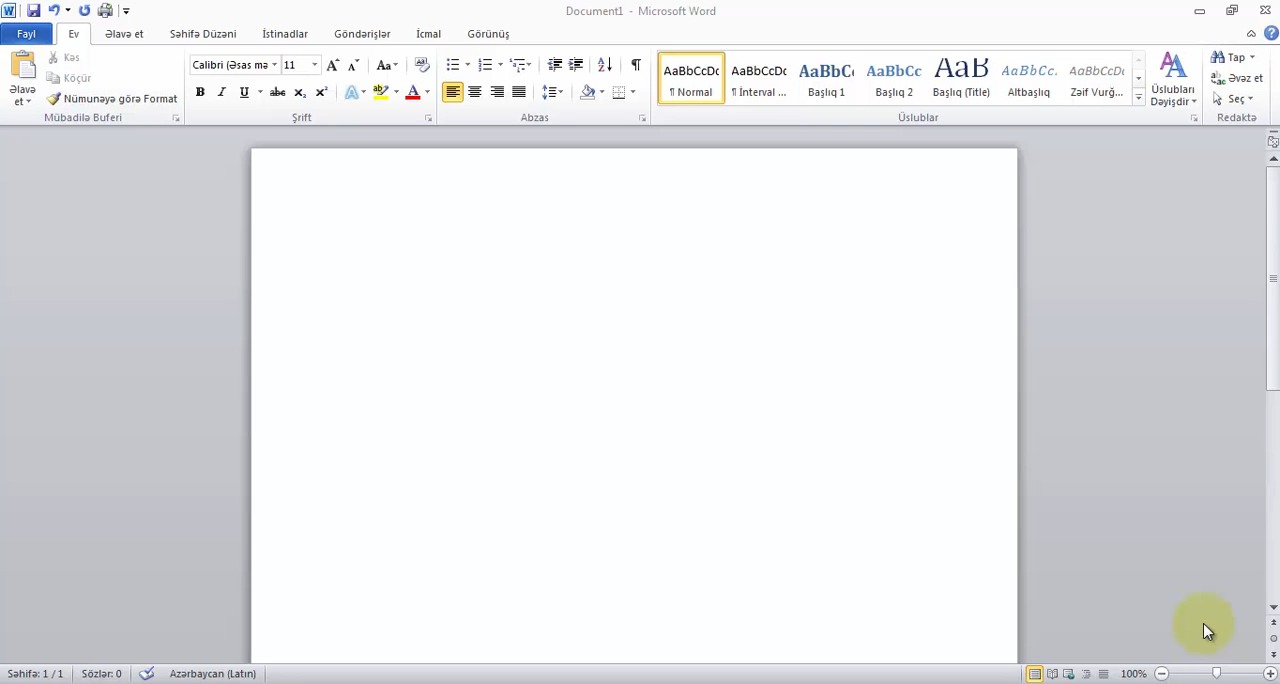 Document1 - Microsoft Word
Fayl Ev Əlavə et Səhifə Düzəni İstinadlar Göndərişlər İcmal Görünüş
Əlavə et
Kəs
Köçür
Nümunəyə görə Format
Mübadilə Buferi
Calibri (Əsas mə 11
Şrift
Abzas
AaBbCcDc AaBbCcDc AaBbC AaBbCc AaB AaBbCc. AaBbCcDc
¶ Normal ¶ İnterval ... Başlıq 1 Başlıq 2 Başlıq (Title) Altbaşlıq Zəif Vurğ...
Üslubları Dəyişdir
Üslublar
Tap
Əvəz et
Seç
Redaktə
Səhifə: 1 / 1 Sözlər: 0 Azərbaycan (Latın) 100%